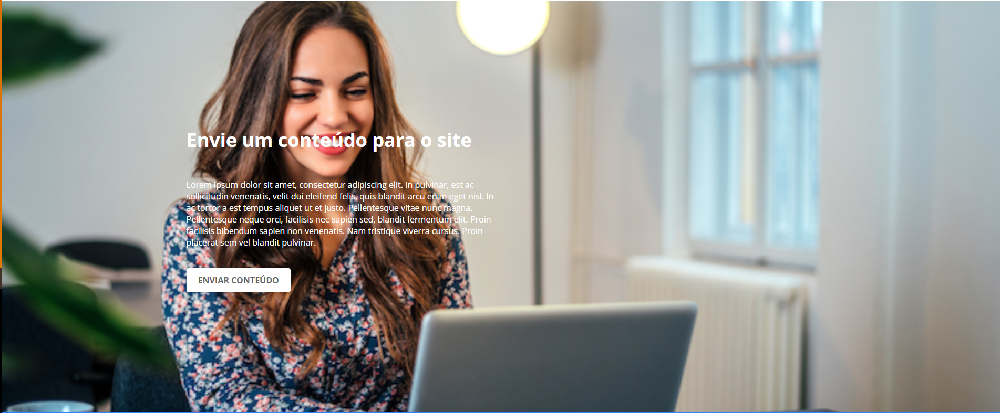 Envie um conteúdo para o site
Lorem ipsum dolor sit amet, consectetur adipiscing elit. In pulvinar, est ac
sollicitudin venenatis, velit dui eleifend felis, quis blandit arcu enim eget nisl. In
ac tortor a est tempus aliquet ut et justo. Pellentesque vitae nunc magna.
Pellentesque neque orci, facilisis nec sapien sed, blandit fermentum elit. Proin
facilisis bibendum sapien non venenatis. Nam tristique viverra cursus. Proin
placerat sem vel blandit pulvinar.
ENVIAR CONTEÚDO